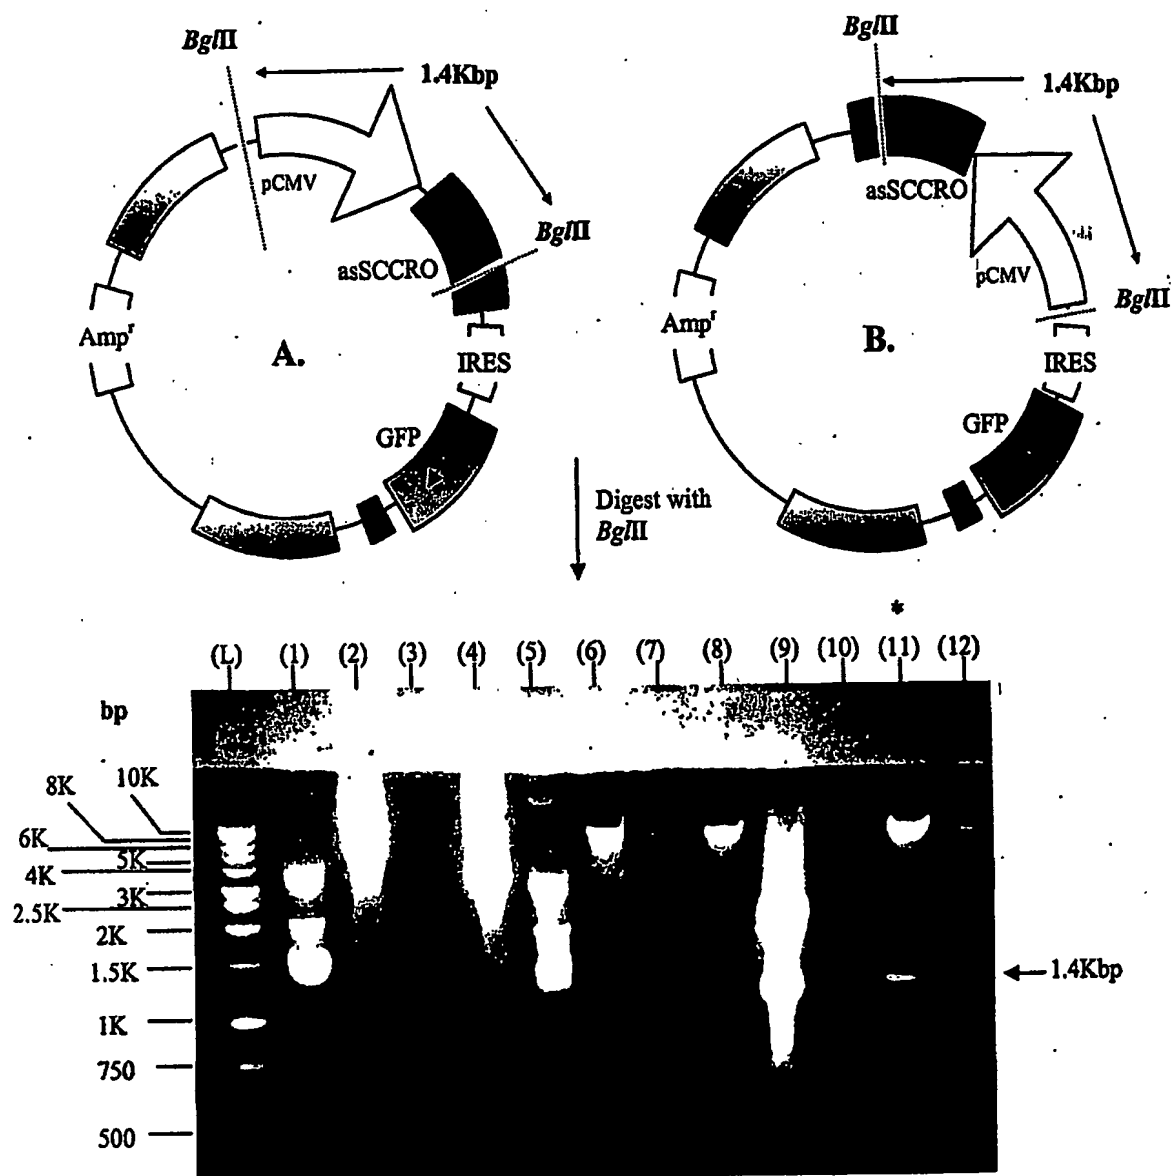 BglII
1.4Kbp
pCMV
BglII
asSCCRO
Ampʳ
A.
IRES
GFP
BglII
1.4Kbp
asSCCRO
pCMV
BglII
Ampʳ
B.
IRES
GFP
Digest with
BglII
*
(L) (1) (2) (3) (4) (5) (6) (7) (8) (9) (10) (11) (12)
bp
10K
8K
6K
5K
4K
3K
2.5K
2K
1.5K
1.4Kbp
1K
750
500